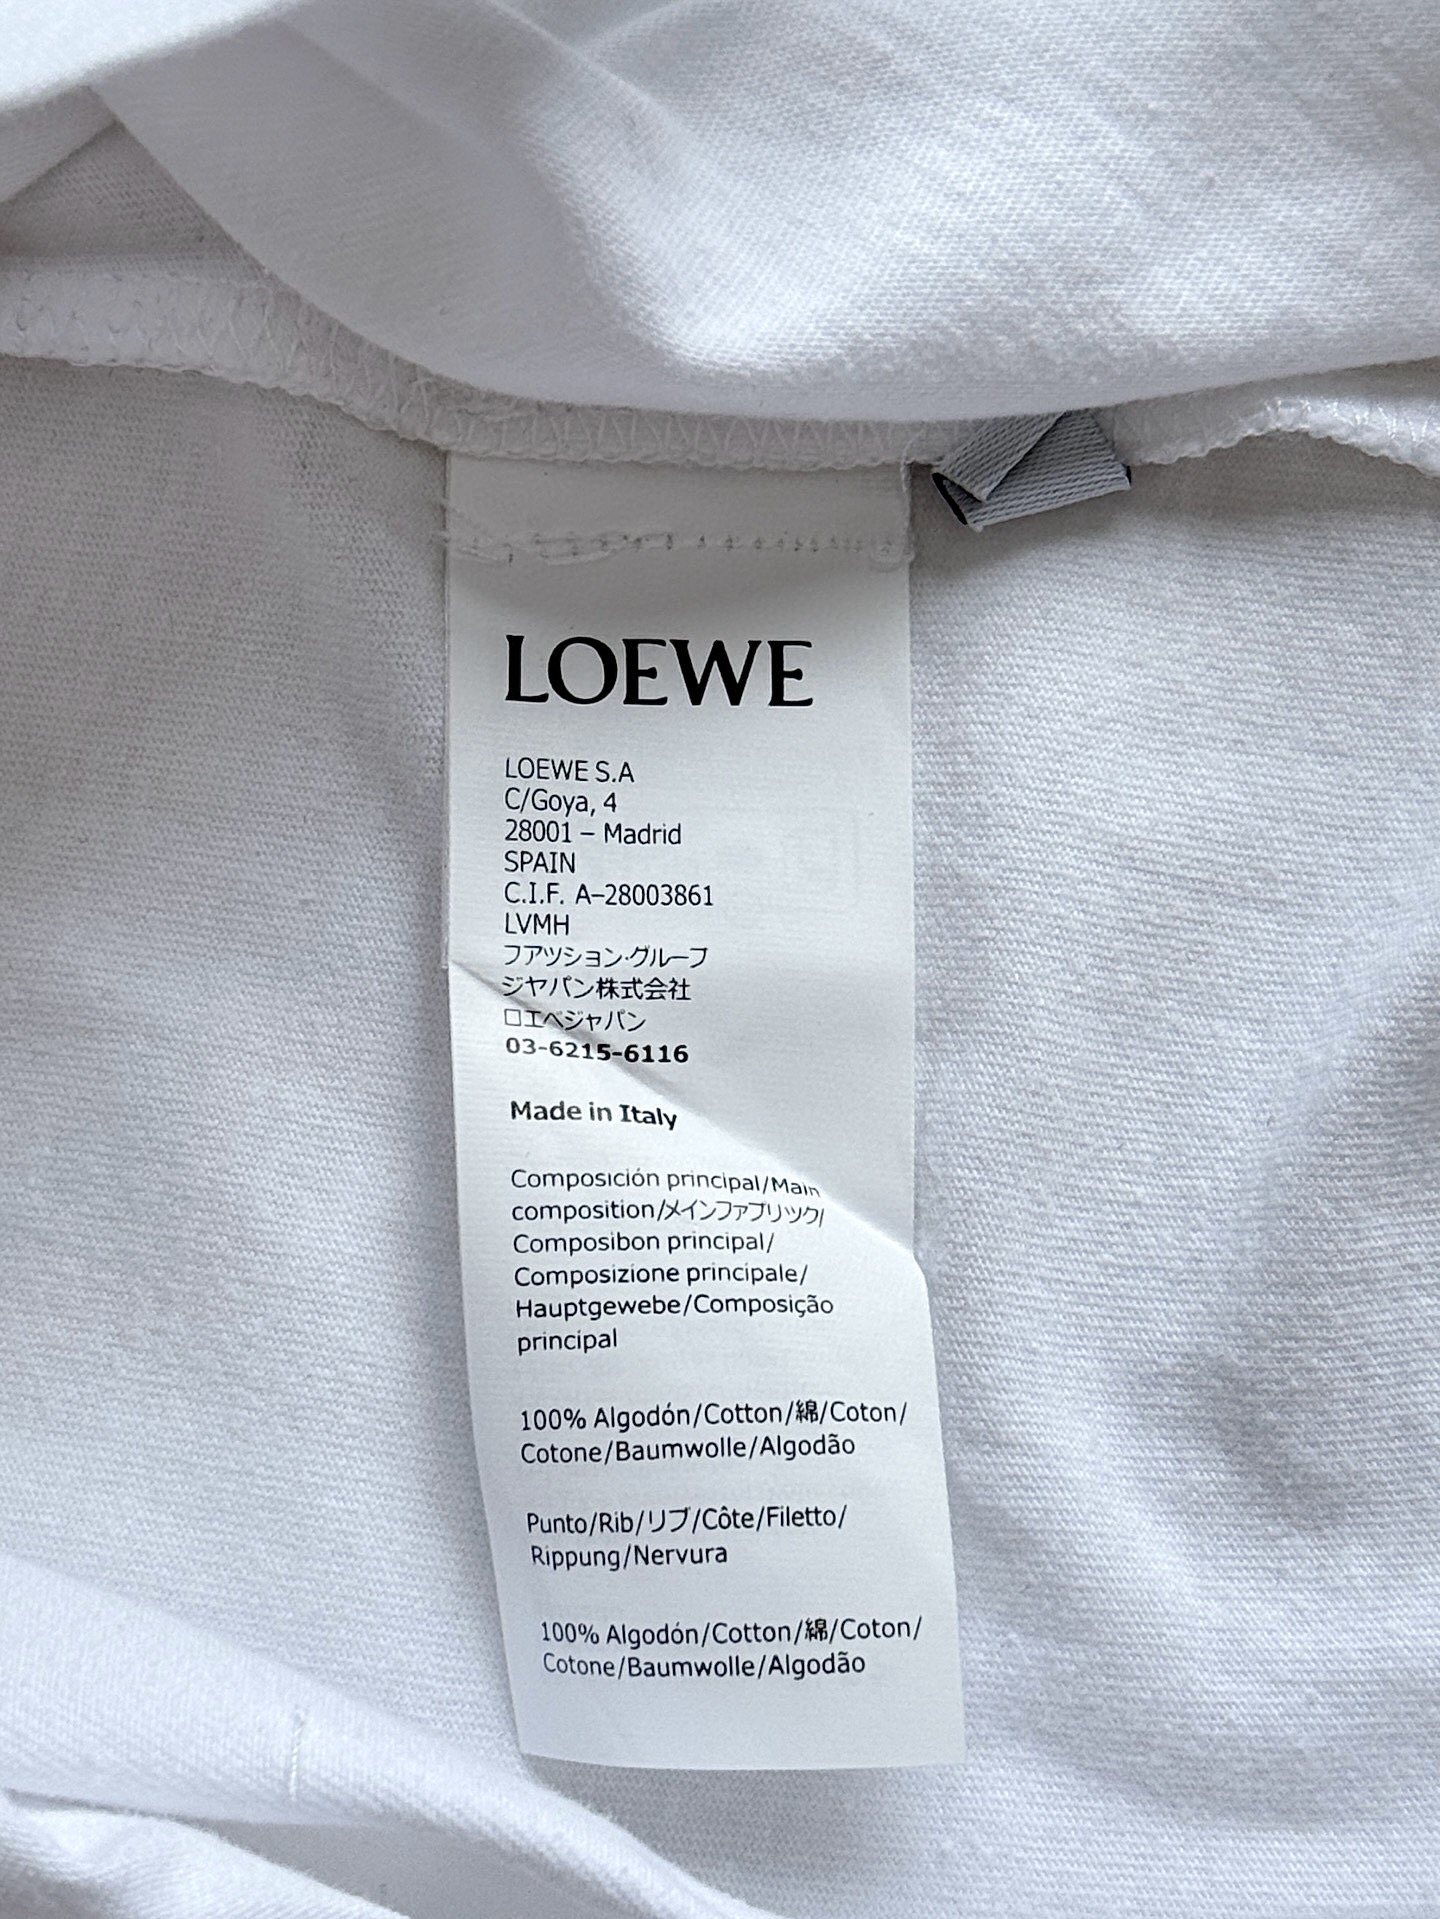 LOEWE
LOEWE S.A
C/Goya, 4
28001 – Madrid
SPAIN
C.I.F. A–28003861
LVMH
フアツション·グループ
ジヤパン株式会社
ロエベジャパン
03-6215-6116
Made in Italy
Composición principal/Main
composition/メインファブリック/
Composibon principal/
Composizione principale/
Hauptgewebe/Composição
principal
100% Algodón/Cotton/綿/Coton/
Cotone/Baumwolle/Algodão
Punto/Rib/リブ/Côte/Filetto/
Rippung/Nervura
100% Algodón/Cotton/綿/Coton/
Cotone/Baumwolle/Algodão